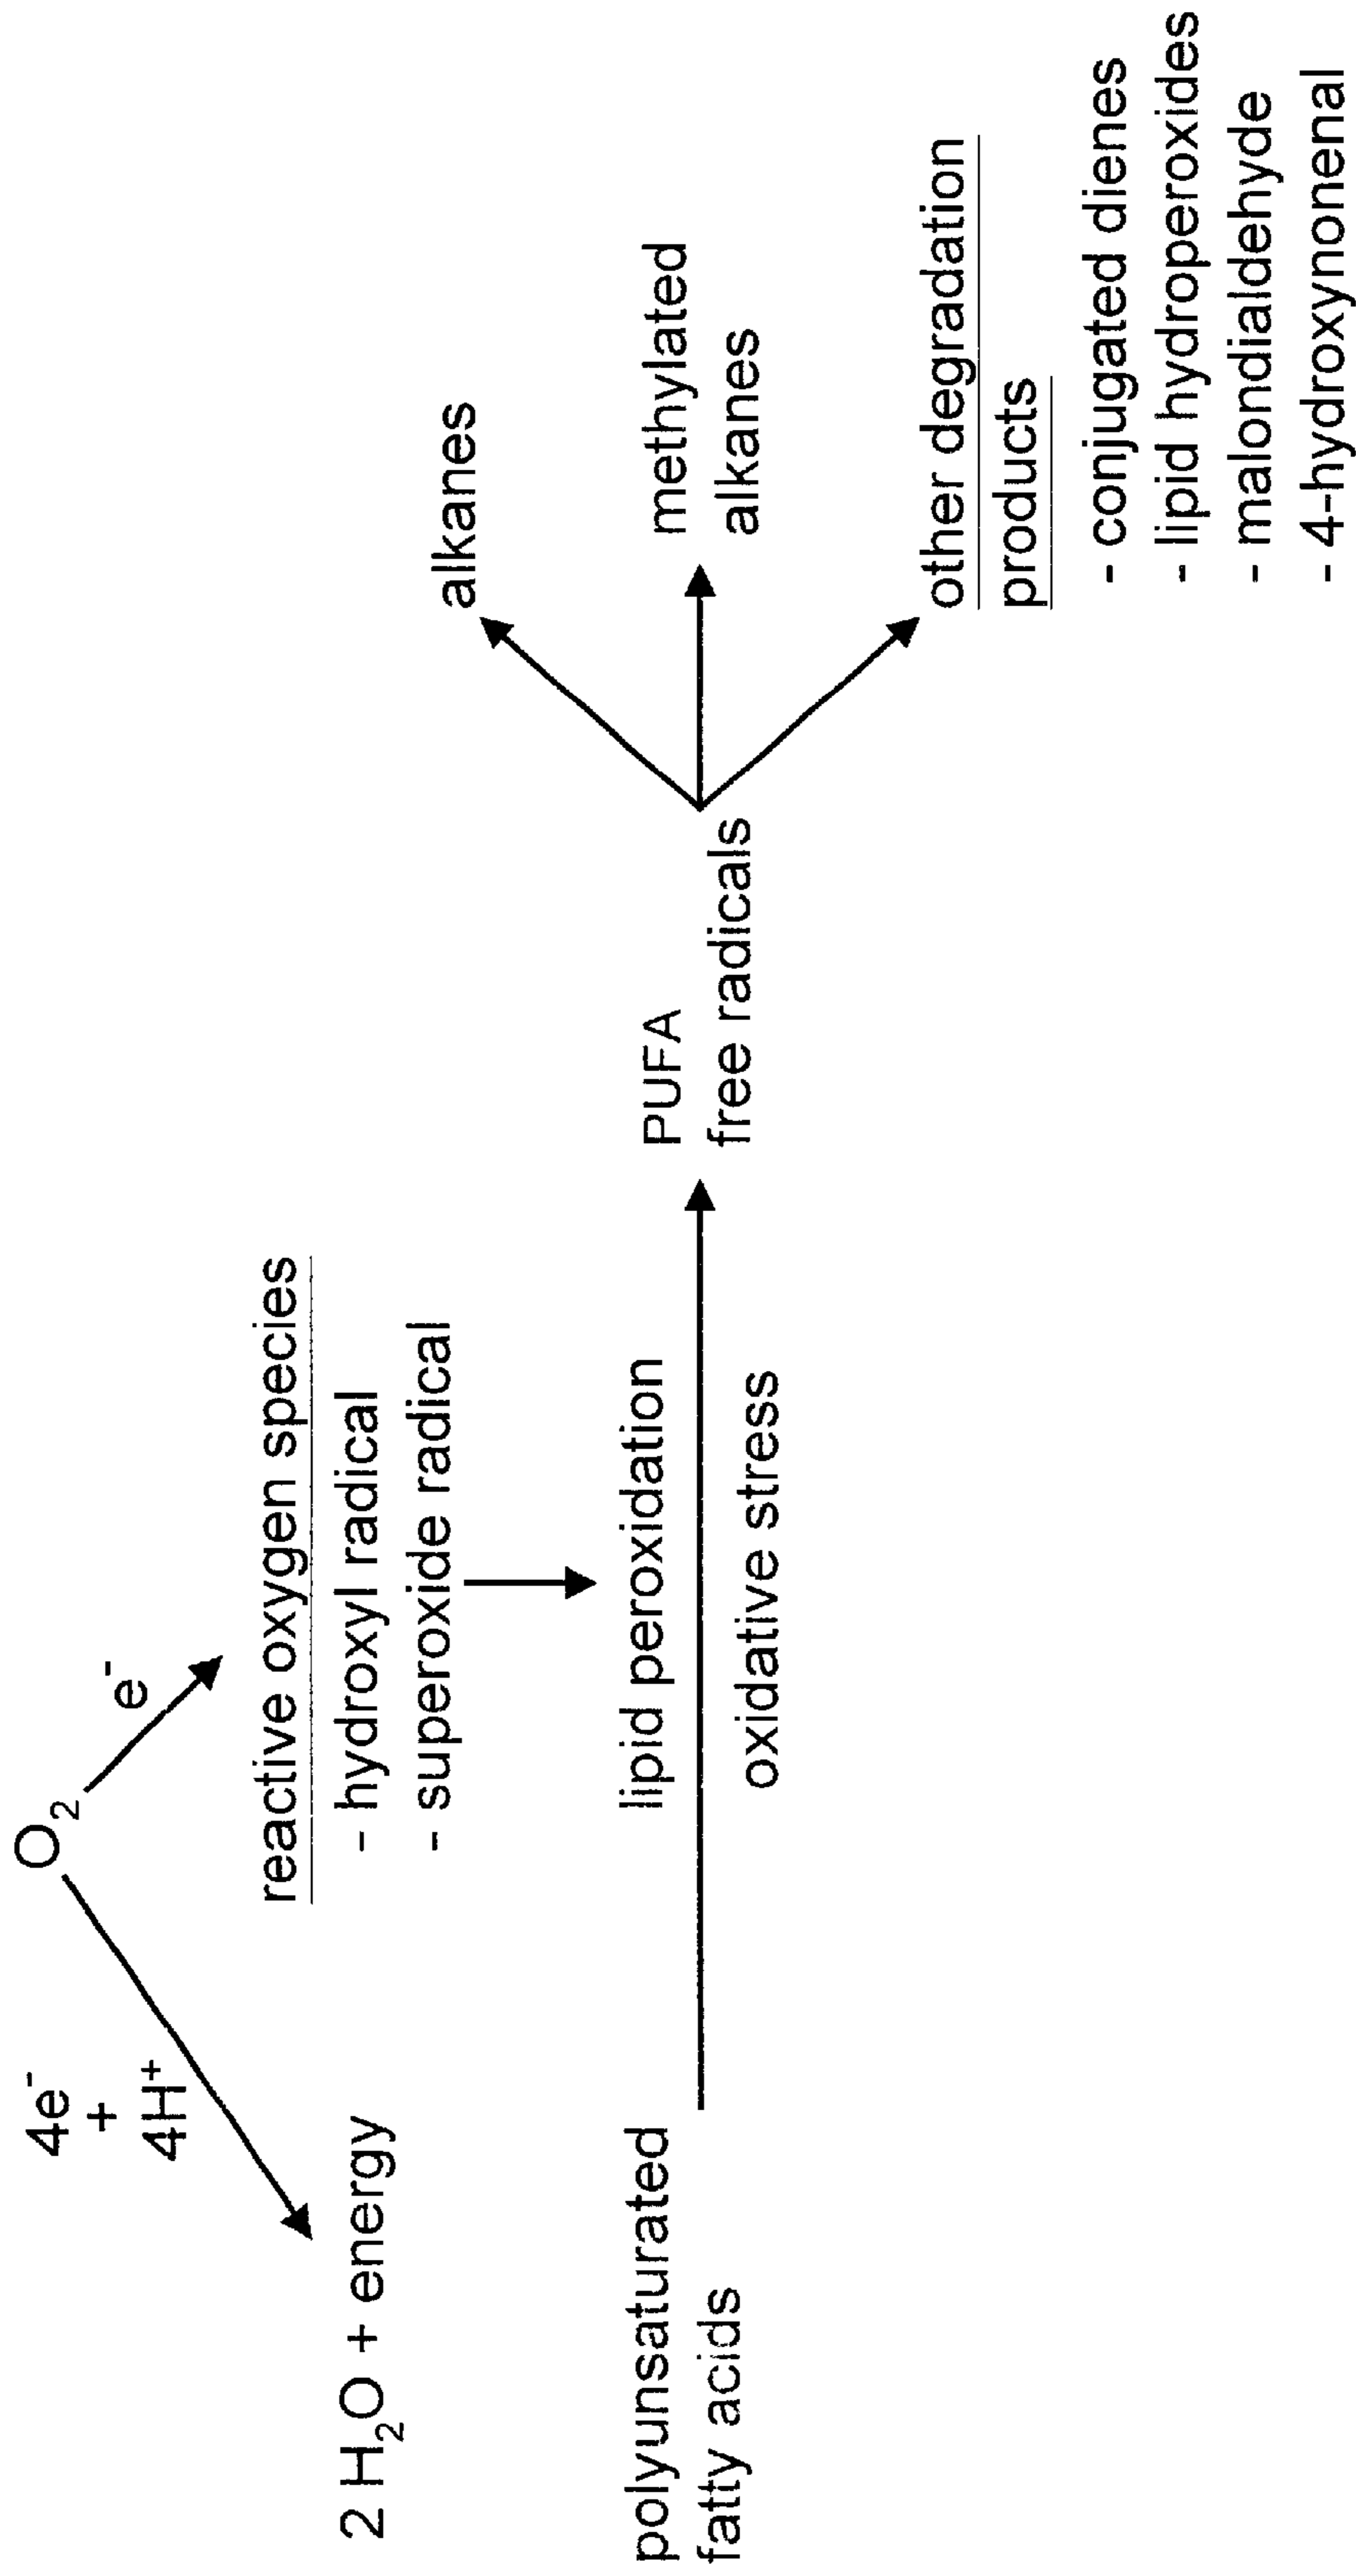 O₂
4e⁻
+
4H⁺
e⁻
2 H₂O + energy
reactive oxygen species
- hydroxyl radical
- superoxide radical
polyunsaturated
fatty acids
lipid peroxidation
oxidative stress
PUFA
free radicals
alkanes
methylated
alkanes
other degradation
products
- conjugated dienes
- lipid hydroperoxides
- malondialdehyde
- 4-hydroxynonenal